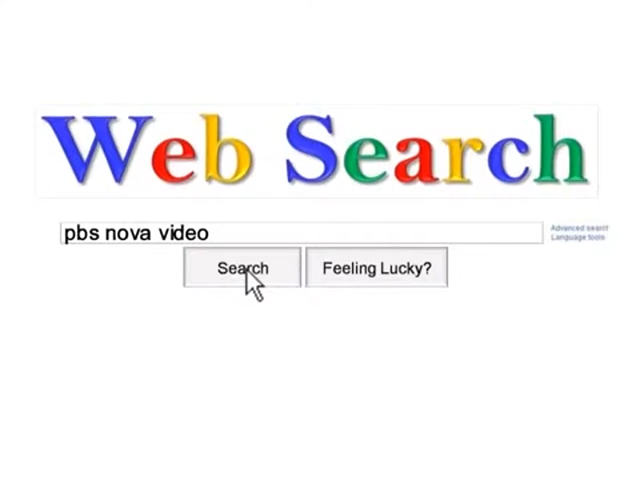 Web Search
pbs nova video
Advanced search
Language tools
Search
Feeling Lucky?